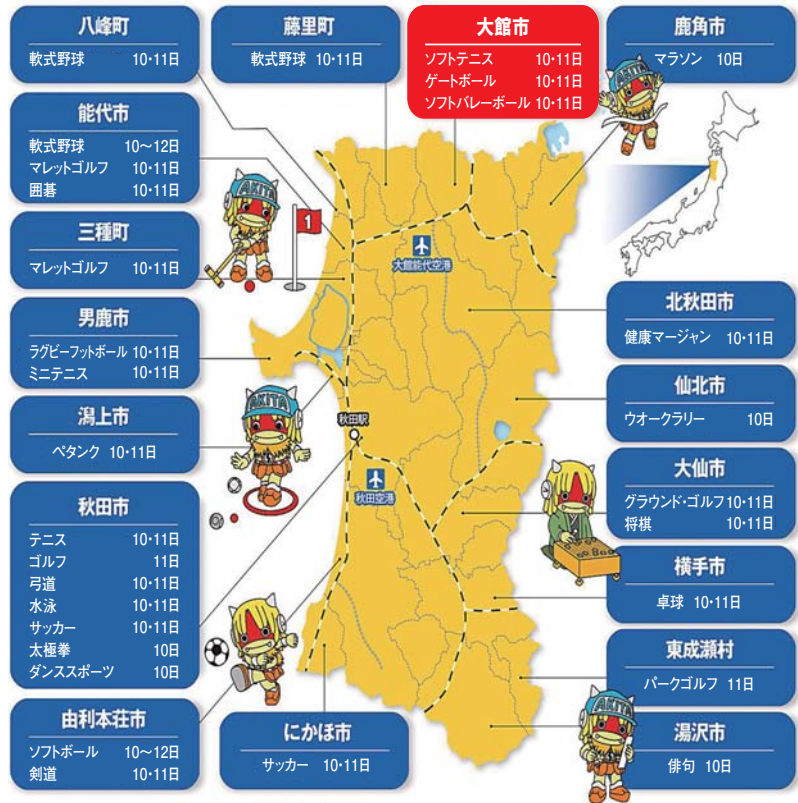 八峰町
軟式野球 10・11日
藤里町
軟式野球 10・11日
大館市
ソフトテニス 10・11日
ゲートボール 10・11日
ソフトバレーボール 10・11日
鹿角市
マラソン 10日
能代市
軟式野球 10～12日
マレットゴルフ 10・11日
囲碁 10・11日
三種町
マレットゴルフ 10・11日
男鹿市
ラグビーフットボール 10・11日
ミニテニス 10・11日
潟上市
ペタンク 10・11日
秋田市
テニス 10・11日
ゴルフ 11日
弓道 10・11日
水泳 10・11日
サッカー 10・11日
太極拳 10日
ダンススポーツ 10日
由利本荘市
ソフトボール 10～12日
剣道 10・11日
にかほ市
サッカー 10・11日
AKITA
1
大館能代空港
AKITA
秋田駅
秋田空港
北秋田市
健康マージャン 10・11日
仙北市
ウオークラリー 10日
大仙市
グラウンド・ゴルフ 10・11日
将棋 10・11日
横手市
卓球 10・11日
東成瀬村
パークゴルフ 11日
湯沢市
俳句 10日
AKITA